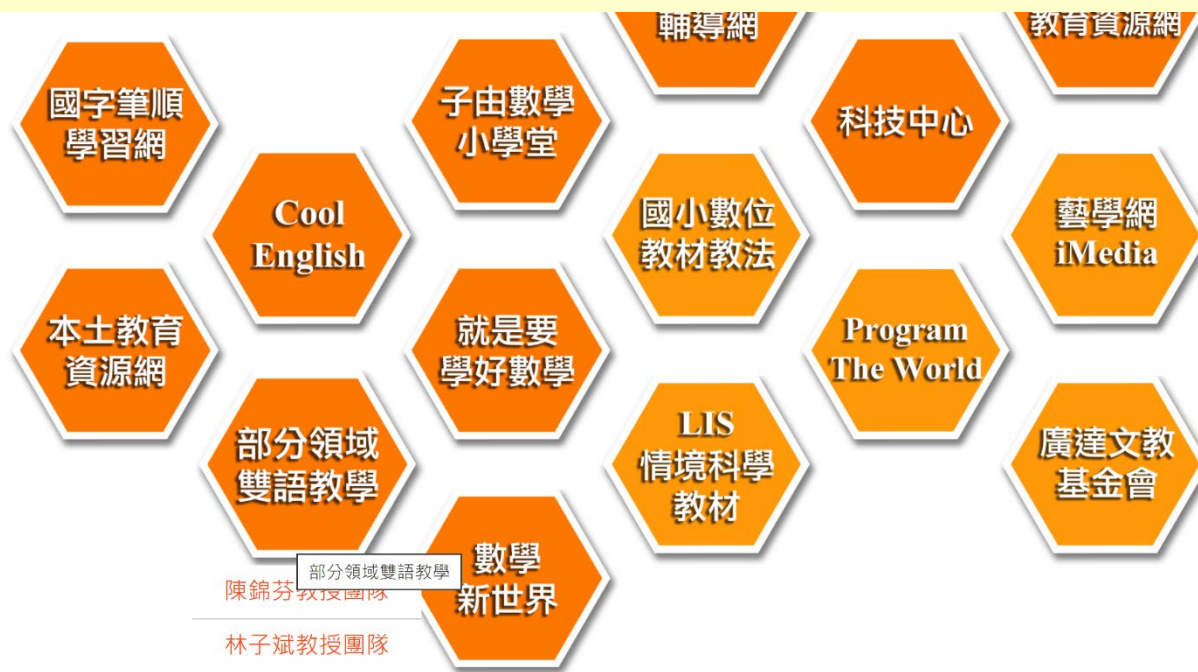 輔導網
教育資源網
國字筆順
學習網
子由數學
小學堂
科技中心
Cool
English
國小數位
教材教法
藝學網
iMedia
本土教育
資源網
就是要
學好數學
Program
The World
部分領域
雙語教學
LIS
情境科學
教材
廣達文教
基金會
數學
新世界
部分領域雙語教學
陳錦芬教授團隊
林子斌教授團隊